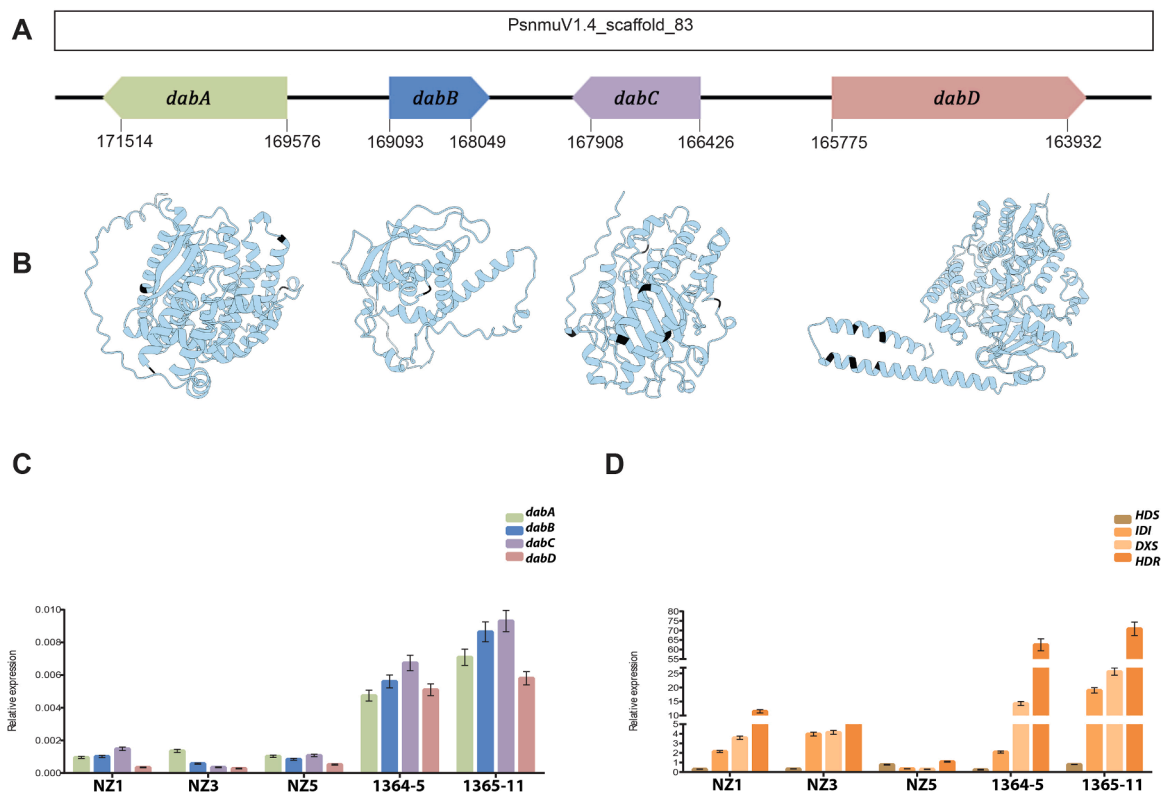 A
PsnmuV1.4_scaffold_83
dabA dabB dabC dabD
171514 169576 169093 168049 167908 166426 165775 163932
B
C
D
dabA
dabB
dabC
dabD
HDS
IDI
DXS
HDR
Relative expression
0.010
0.008
0.006
0.004
0.002
0.000
NZ1 NZ3 NZ5 1364-5 1365-11
Relative expression
80
75
70
65
60
55
25
20
15
10
5
4
3
2
1
0
NZ1 NZ3 NZ5 1364-5 1365-11